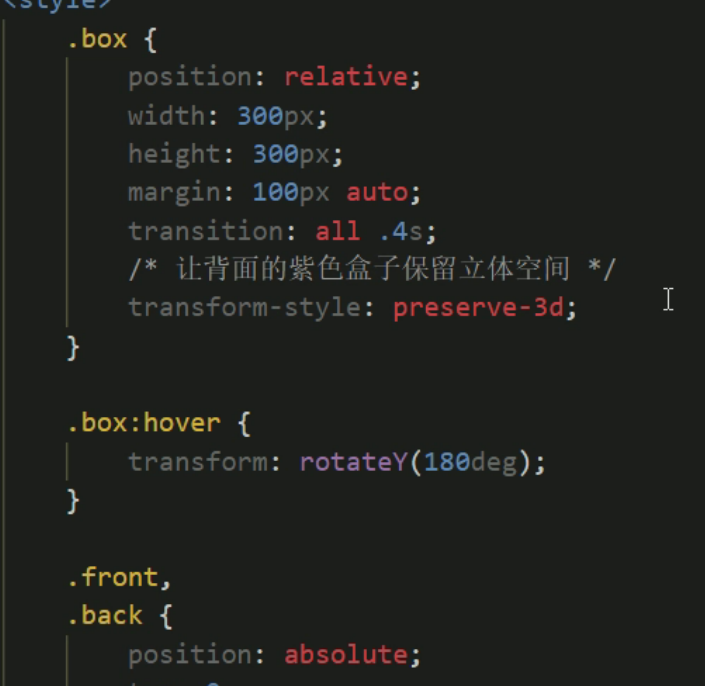 <style>
.box {
position: relative;
width: 300px;
height: 300px;
margin: 100px auto;
transition: all .4s;
/* 让背面的紫色盒子保留立体空间 */
transform-style: preserve-3d;
}
.box:hover {
transform: rotateY(180deg);
}
.front,
.back {
position: absolute;